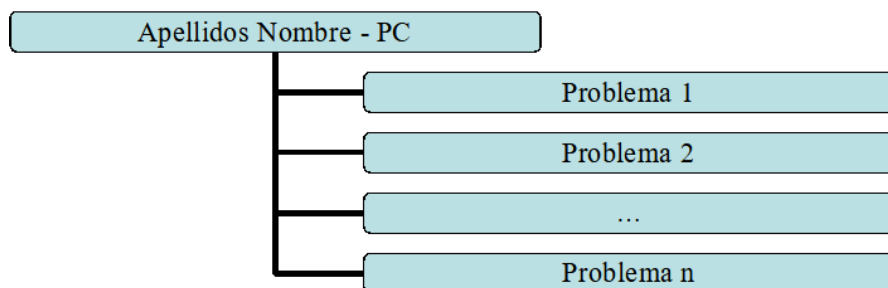 Apellidos Nombre - PC
Problema 1
Problema 2
...
Problema n